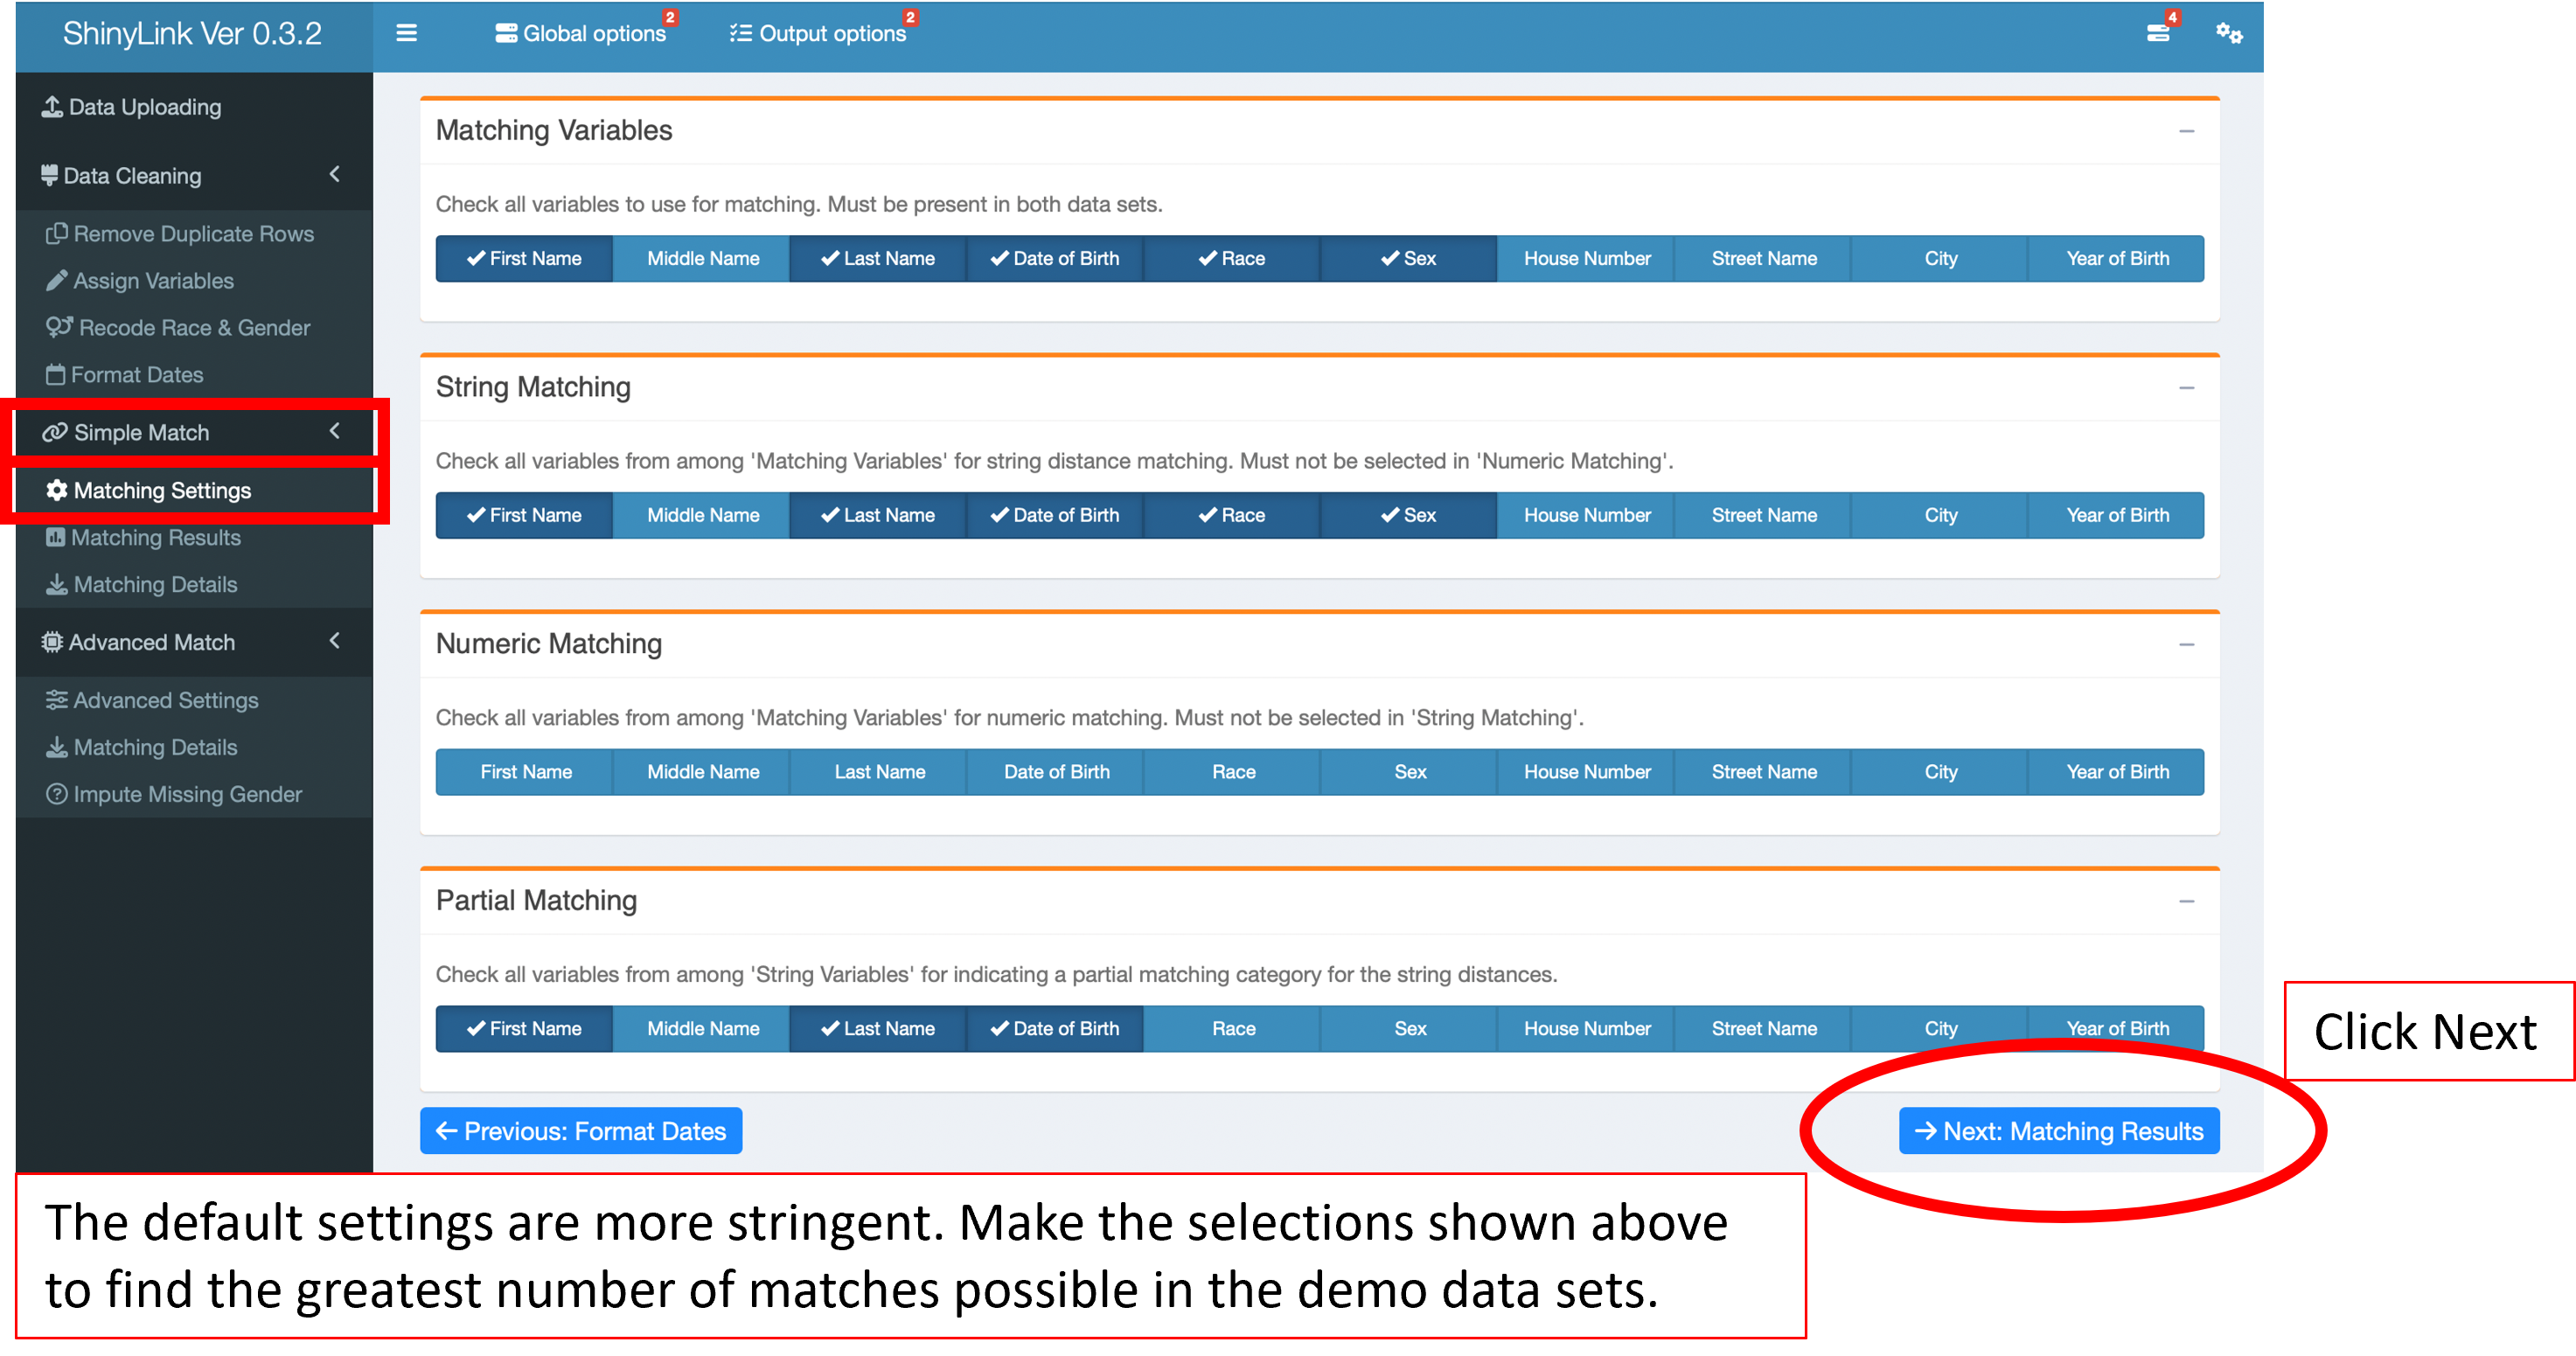 ShinyLink Ver 0.3.2
Global options 2
Output options 2
4
Data Uploading
Data Cleaning
Remove Duplicate Rows
Assign Variables
Recode Race & Gender
Format Dates
Simple Match
Matching Settings
Matching Results
Matching Details
Advanced Match
Advanced Settings
Matching Details
Impute Missing Gender
Matching Variables
Check all variables to use for matching. Must be present in both data sets.
First Name Middle Name Last Name Date of Birth Race Sex House Number Street Name City Year of Birth
String Matching
Check all variables from among 'Matching Variables' for string distance matching. Must not be selected in 'Numeric Matching'.
First Name Middle Name Last Name Date of Birth Race Sex House Number Street Name City Year of Birth
Numeric Matching
Check all variables from among 'Matching Variables' for numeric matching. Must not be selected in 'String Matching'.
First Name Middle Name Last Name Date of Birth Race Sex House Number Street Name City Year of Birth
Partial Matching
Check all variables from among 'String Variables' for indicating a partial matching category for the string distances.
First Name Middle Name Last Name Date of Birth Race Sex House Number Street Name City Year of Birth
Previous: Format Dates
Next: Matching Results
Click Next
The default settings are more stringent. Make the selections shown above
to find the greatest number of matches possible in the demo data sets.